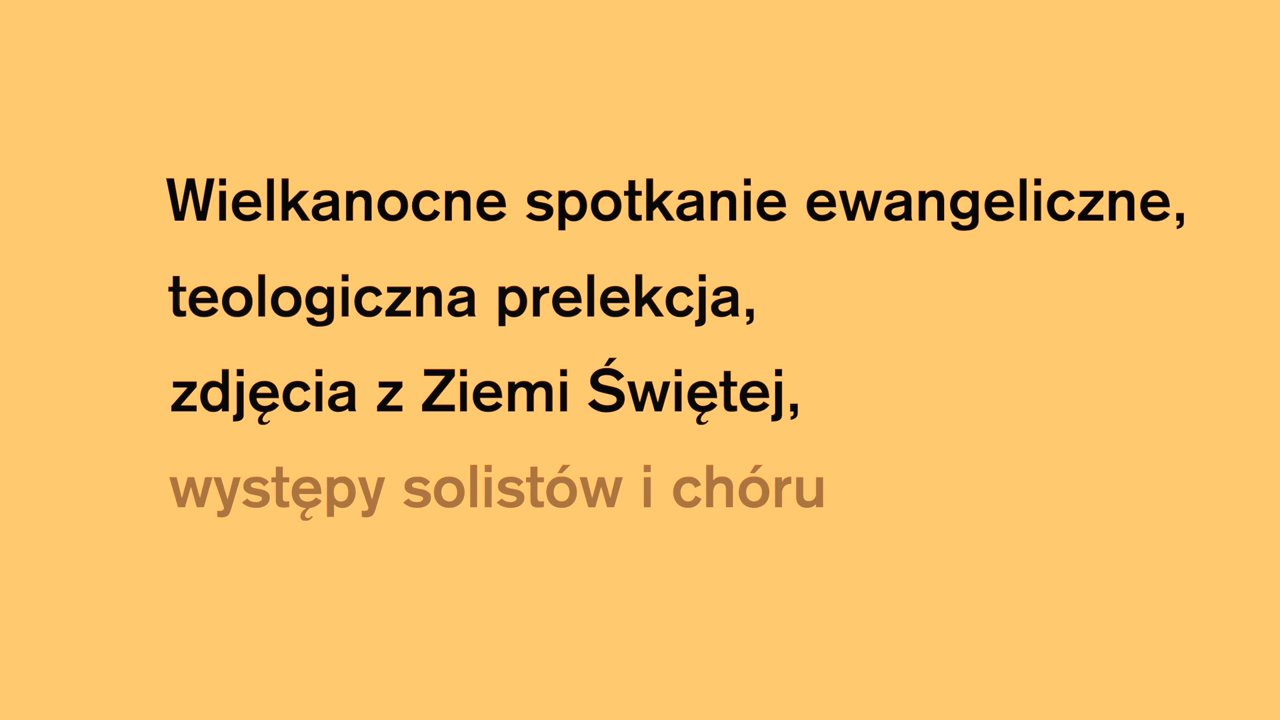 Wielkanocne spotkanie ewangeliczne,
teologiczna prelekcja,
zdjęcia z Ziemi Świętej,
występy solistów i chóru